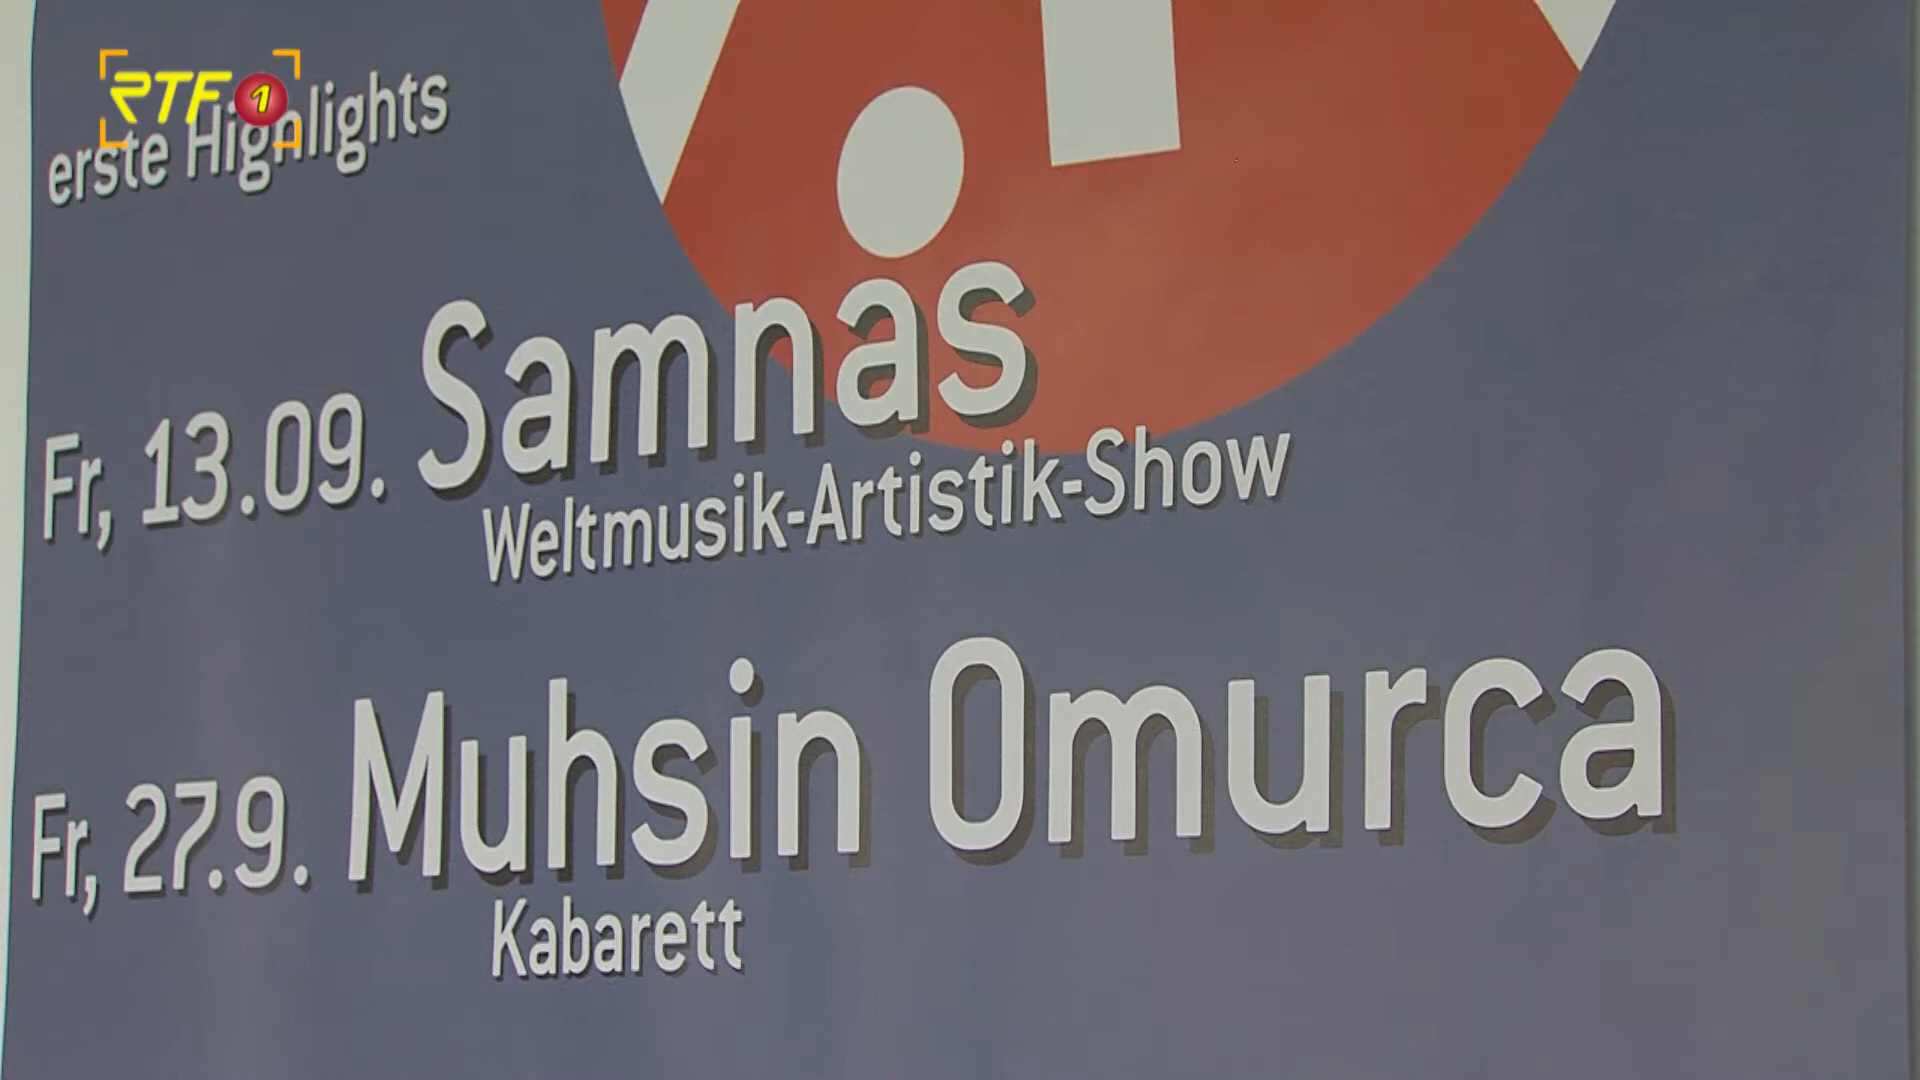 RTF 1
erste Highlights
Fr, 13.09. Samnas
Weltmusik-Artistik-Show
Fr, 27.9. Muhsin Omurca
Kabarett